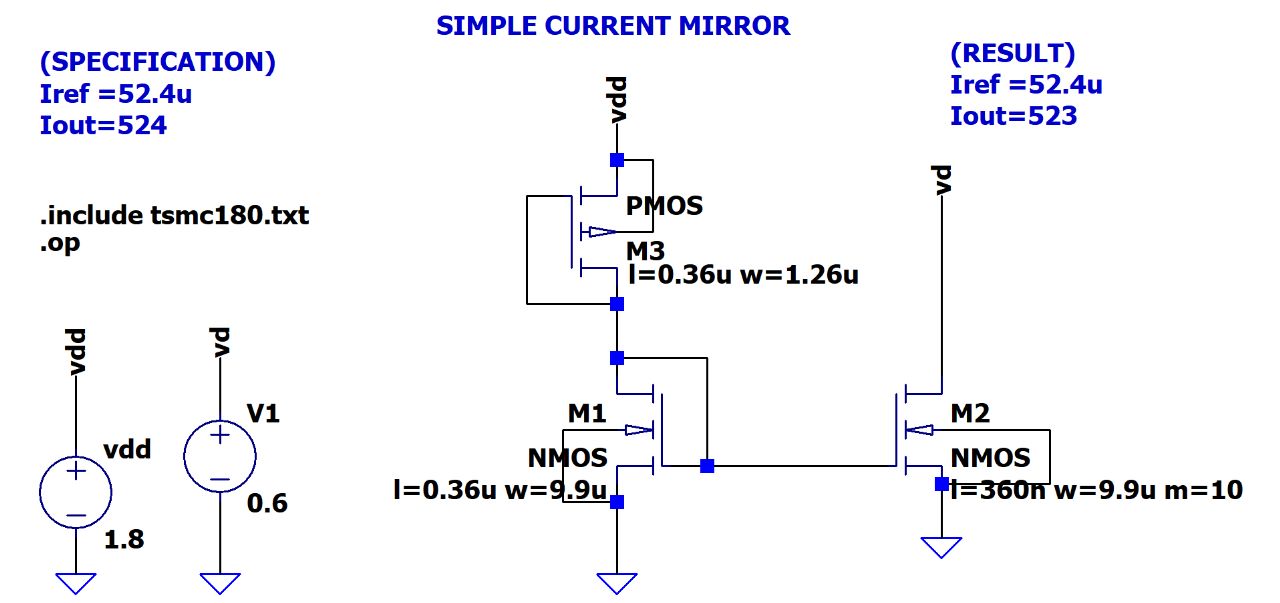 SIMPLE CURRENT MIRROR
(SPECIFICATION)
Iref =52.4u
Iout=524
(RESULT)
Iref =52.4u
Iout=523
.include tsmc180.txt
.op
vdd
PMOS
M3
l=0.36u w=1.26u
vd
vdd
vdd
1.8
vd
V1
0.6
M1
NMOS
l=0.36u w=9.9u
M2
NMOS
l=360n w=9.9u m=10